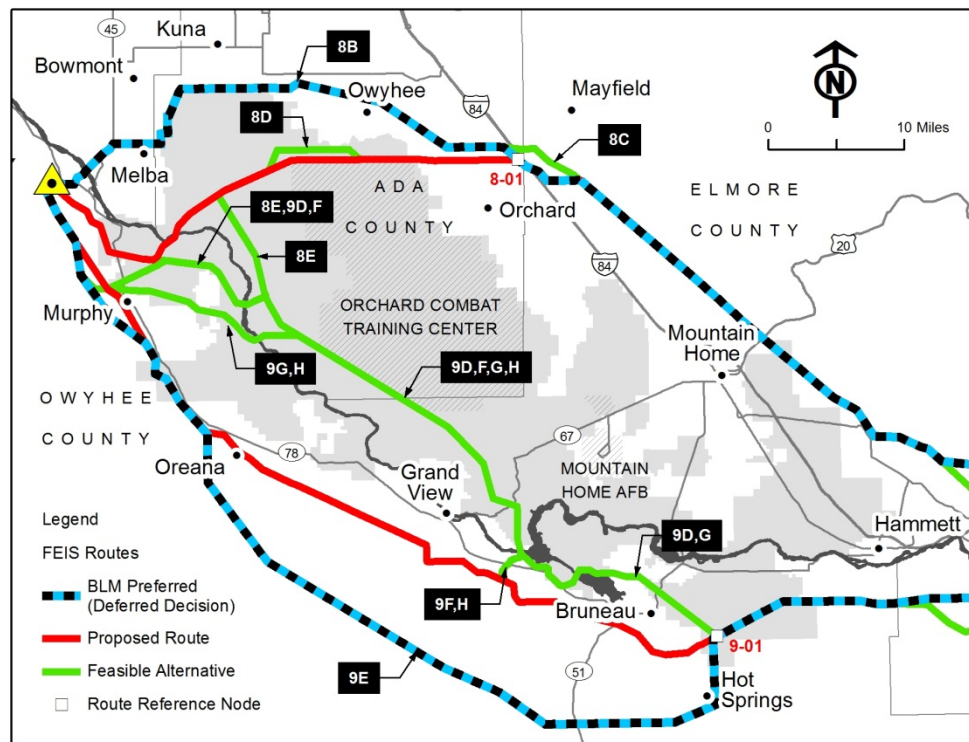 45
Kuna
Bowmont
8B
Owyhee
84
Mayfield
N
0
10 Miles
8D
8C
Melba
8-01
ADA
COUNTY
Orchard
ELMORE
COUNTY
8E,9D,F
8E
20
84
ORCHARD COMBAT
TRAINING CENTER
Murphy
Mountain
Home
9G,H
9D,F,G,H
OWYHEE
COUNTY
67
78
Oreana
Grand
View
MOUNTAIN
HOME AFB
Hammett
9D,G
9F,H
Bruneau
9-01
9E
51
Hot
Springs
Legend
FEIS Routes
BLM Preferred
(Deferred Decision)
Proposed Route
Feasible Alternative
Route Reference Node